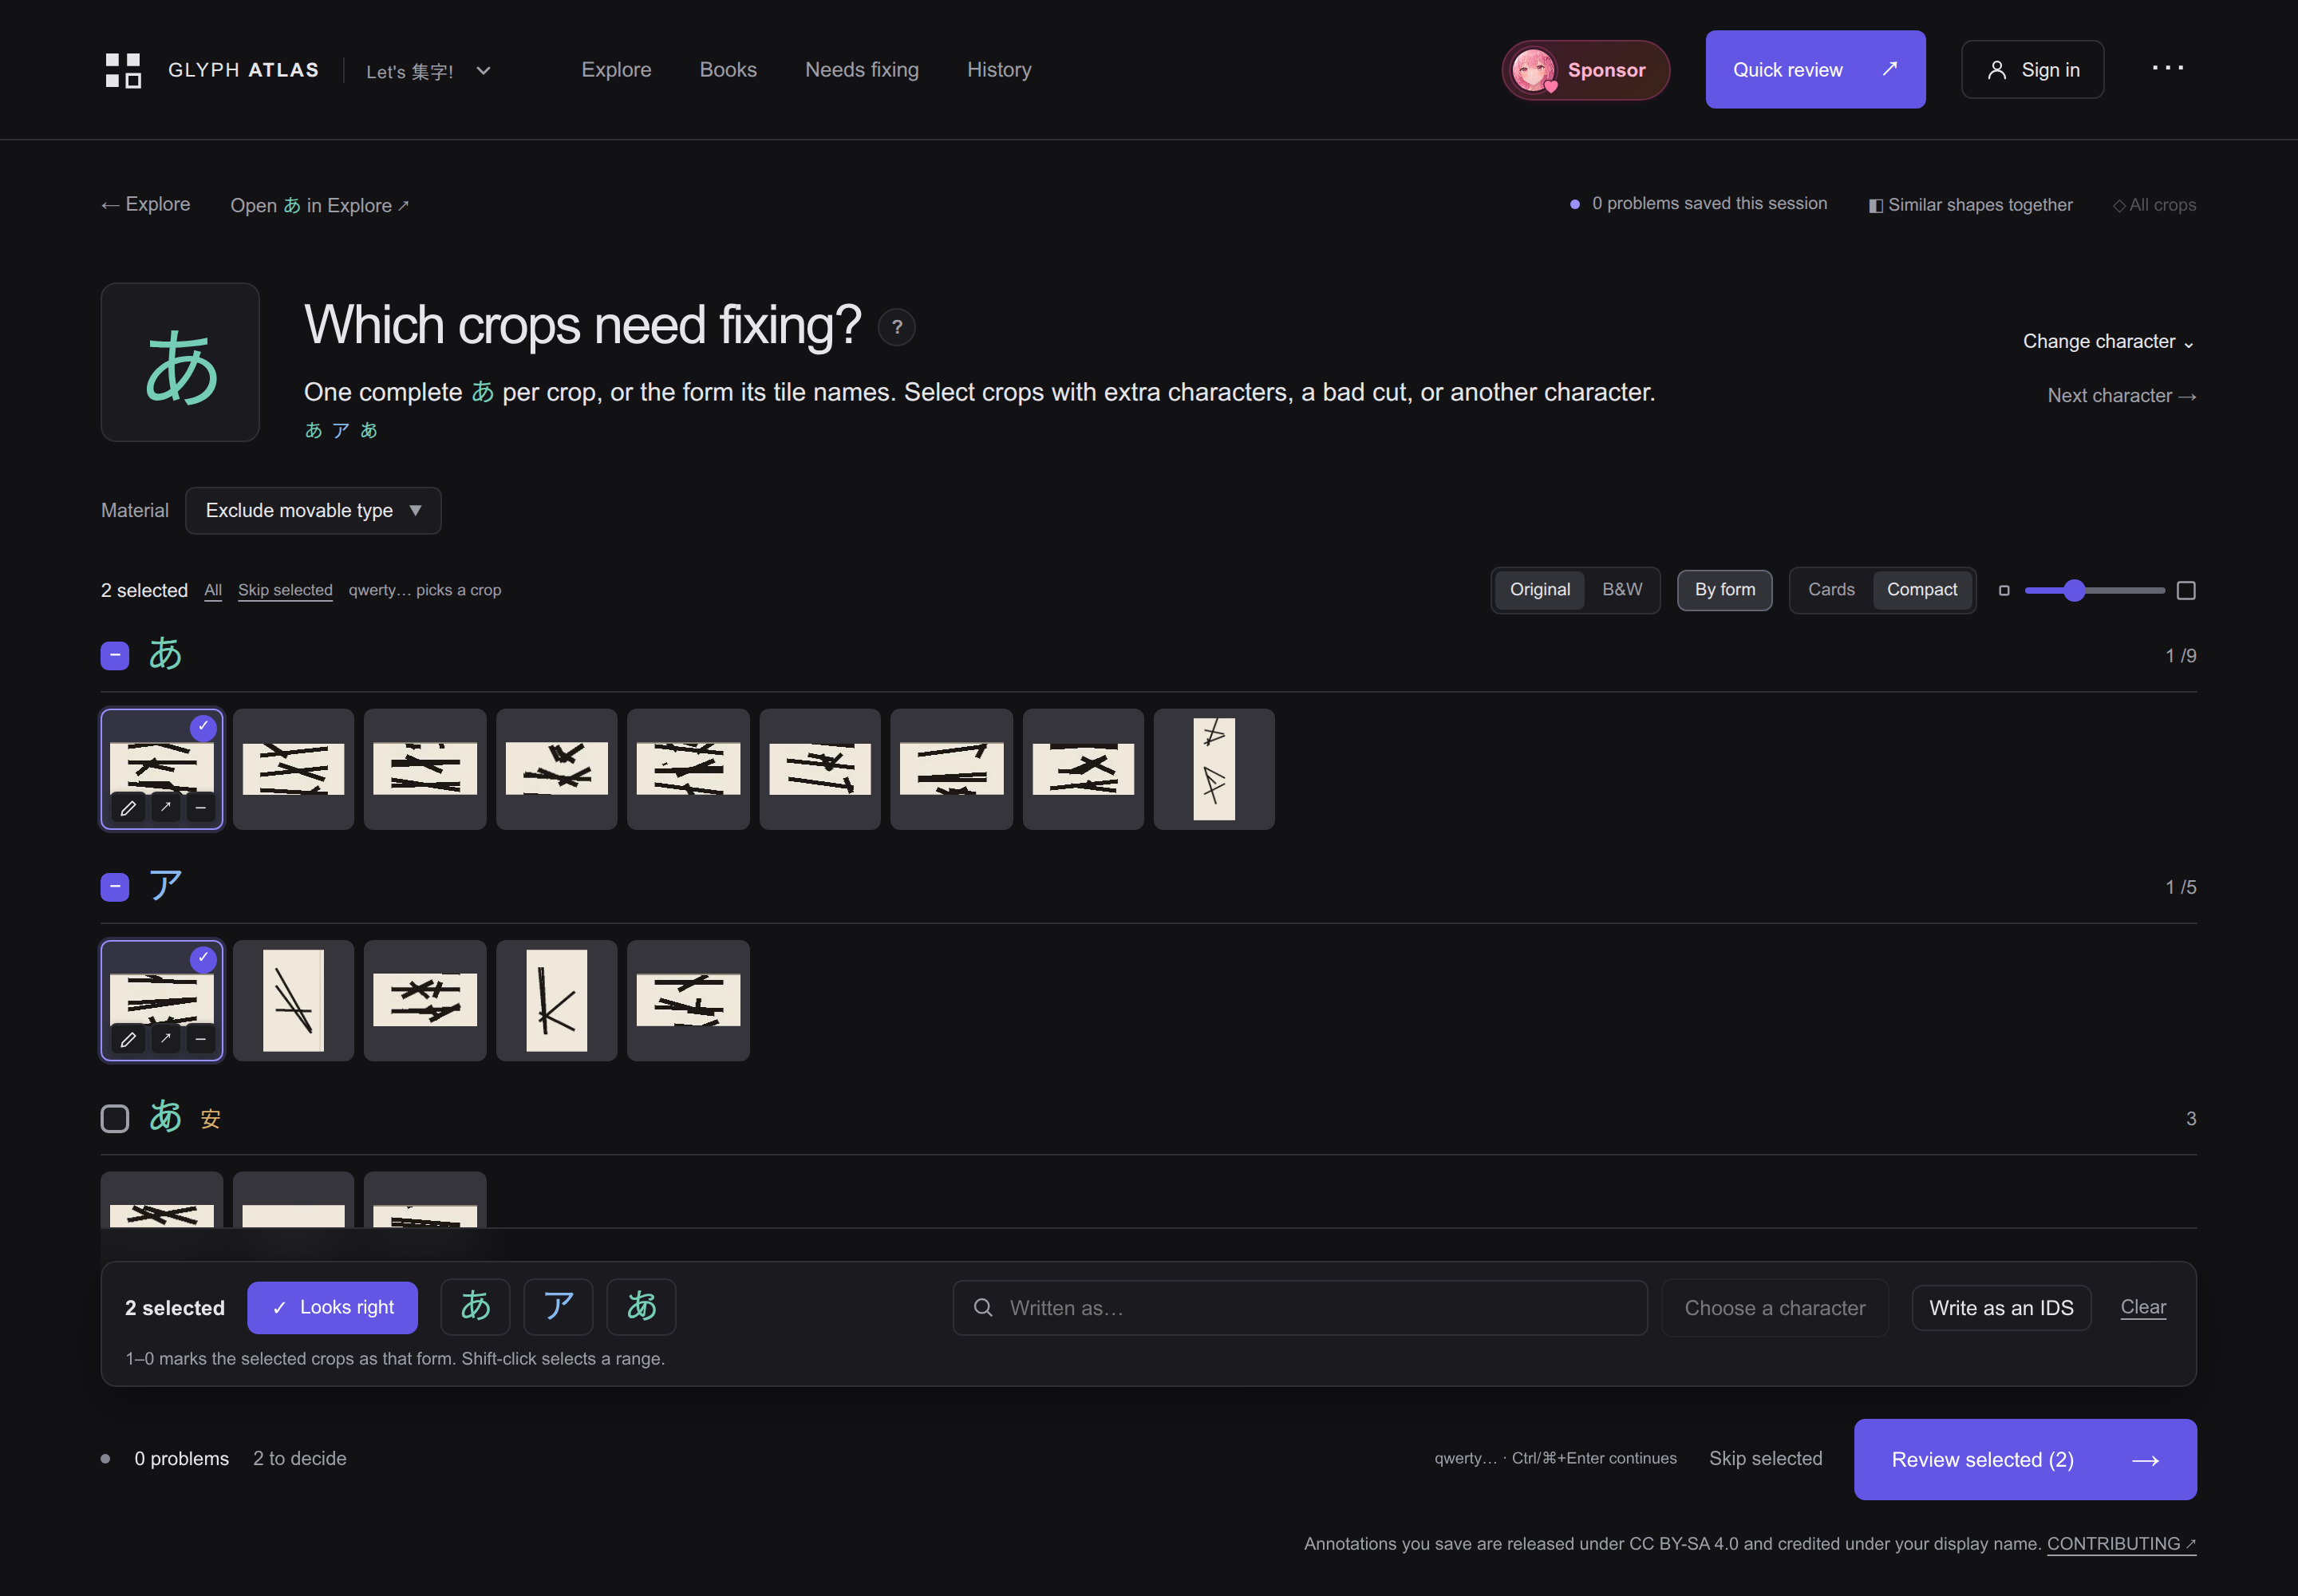 GLYPH ATLAS
Let's 集字!
Explore
Books
Needs fixing
History
Sponsor
Quick review ↗
Sign in
···
← Explore
Open あ in Explore ↗
0 problems saved this session
◧ Similar shapes together
◇ All crops
あ
Which crops need fixing? ?
One complete あ per crop, or the form its tile names. Select crops with extra characters, a bad cut, or another character.
あ ア
Change character ⌄
Next character →
Material
Exclude movable type ▼
2 selected
All
Skip selected
qwerty… picks a crop
Original
B&W
By form
Cards
Compact
あ
1 /9
ア
1 /5
安
3
2 selected
✓ Looks right
あ
ア
Written as…
Choose a character
Write as an IDS
Clear
1–0 marks the selected crops as that form. Shift-click selects a range.
0 problems
2 to decide
qwerty… · Ctrl/⌘+Enter continues
Skip selected
Review selected (2) →
Annotations you save are released under CC BY-SA 4.0 and credited under your display name. CONTRIBUTING ↗